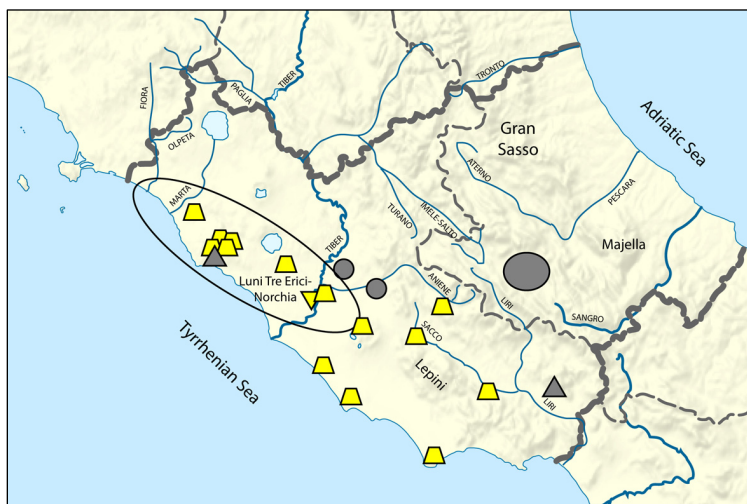 TRONTO
TIBER
PAGLIA
FIORA
Adriatic Sea
Gran
Sasso
OLPETA
ATERNO
PESCARA
MARTA
IMELE-SALTO
TURANO
TIBER
Majella
ANIENE
LIRI
Luni Tre Erici-
Norchia
SANGRO
SACCO
Tyrrhenian Sea
Lepini
LIRI